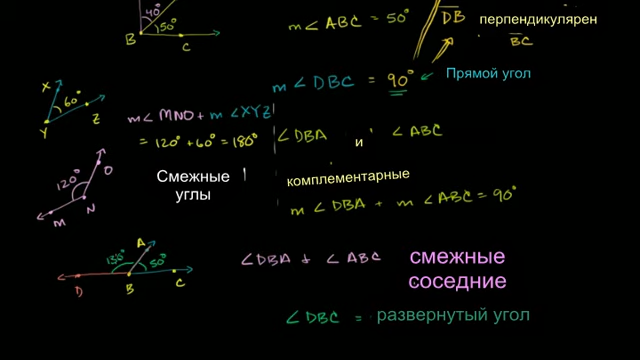 40°
50°
B
C
m∠ABC = 50°
DB
перпендикулярен
BC
m∠DBC = 90°
Прямой угол
X
60°
Y
Z
m∠MNO + m∠XYZ
= 120° + 60° = 180°
∠DBA и ∠ABC
Смежные
углы
комплементарные
m∠DBA + m∠ABC = 90°
120°
O
M
N
A
130°
50°
D
B
C
∠DBA + ∠ABC
смежные
соседние
∠DBC = развернутый угол